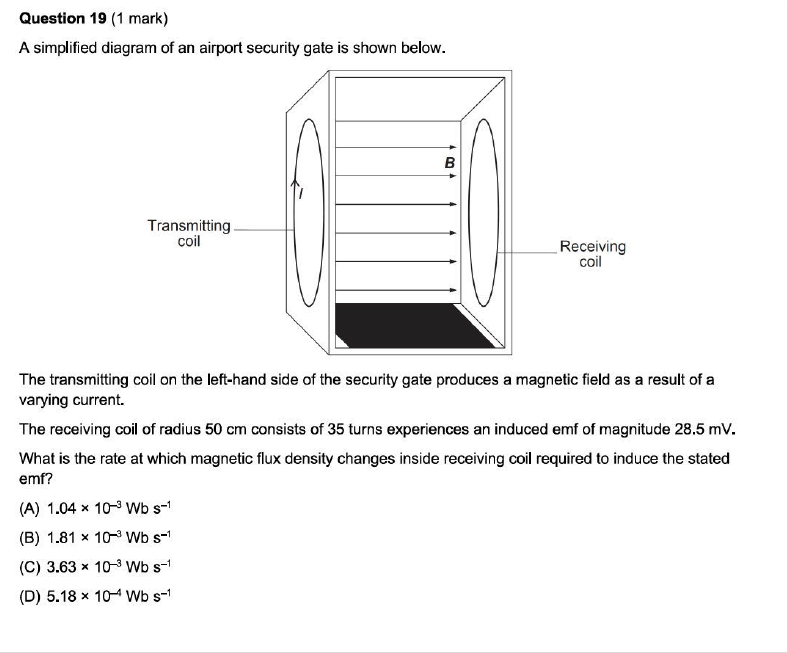 Question 19 (1 mark)
A simplified diagram of an airport security gate is shown below.
B
I
Transmitting
coil
Receiving
coil
The transmitting coil on the left-hand side of the security gate produces a magnetic field as a result of a
varying current.
The receiving coil of radius 50 cm consists of 35 turns experiences an induced emf of magnitude 28.5 mV.
What is the rate at which magnetic flux density changes inside receiving coil required to induce the stated
emf?
(A) 1.04 × 10⁻³ Wb s⁻¹
(B) 1.81 × 10⁻³ Wb s⁻¹
(C) 3.63 × 10⁻³ Wb s⁻¹
(D) 5.18 × 10⁻⁴ Wb s⁻¹